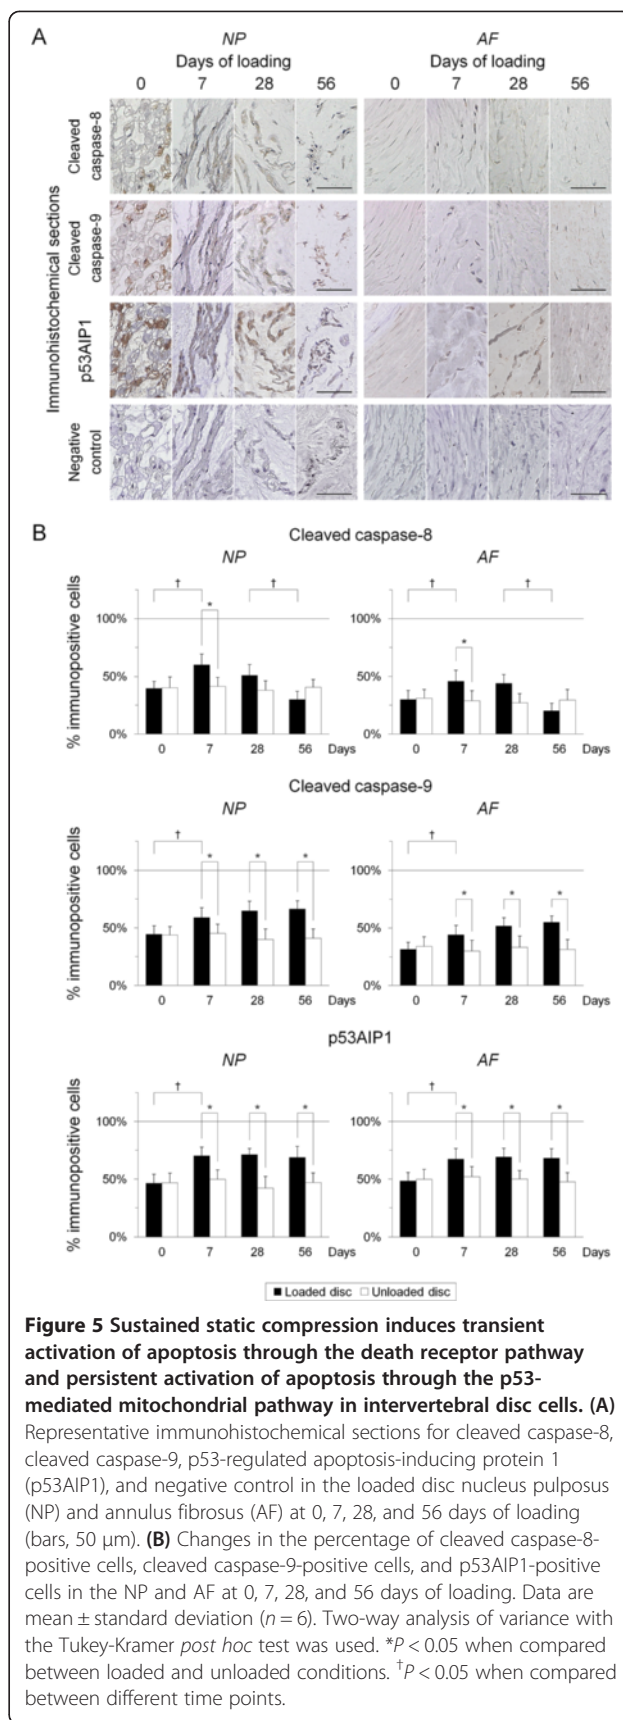 A
NP
AF
Days of loading
Days of loading
0 7 28 56 0 7 28 56
Immunohistochemical sections
Cleaved
caspase-8
Cleaved
caspase-9
p53AIP1
Negative
control
B
Cleaved caspase-8
NP
AF
% immunopositive cells
† † † †
* *
100% 100%
50% 50%
0% 0%
0 7 28 56 Days 0 7 28 56 Days
Cleaved caspase-9
NP
AF
% immunopositive cells
† †
* * * * * *
100% 100%
50% 50%
0% 0%
0 7 28 56 Days 0 7 28 56 Days
p53AIP1
NP
AF
% immunopositive cells
† †
* * * * * *
100% 100%
50% 50%
0% 0%
0 7 28 56 Days 0 7 28 56 Days
Loaded disc Unloaded disc
Figure 5 Sustained static compression induces transient
activation of apoptosis through the death receptor pathway
and persistent activation of apoptosis through the p53-
mediated mitochondrial pathway in intervertebral disc cells. (A)
Representative immunohistochemical sections for cleaved caspase-8,
cleaved caspase-9, p53-regulated apoptosis-inducing protein 1
(p53AIP1), and negative control in the loaded disc nucleus pulposus
(NP) and annulus fibrosus (AF) at 0, 7, 28, and 56 days of loading
(bars, 50 μm). (B) Changes in the percentage of cleaved caspase-8-
positive cells, cleaved caspase-9-positive cells, and p53AIP1-positive
cells in the NP and AF at 0, 7, 28, and 56 days of loading. Data are
mean ± standard deviation (n = 6). Two-way analysis of variance with
the Tukey-Kramer post hoc test was used. *P < 0.05 when compared
between loaded and unloaded conditions. †P < 0.05 when compared
between different time points.